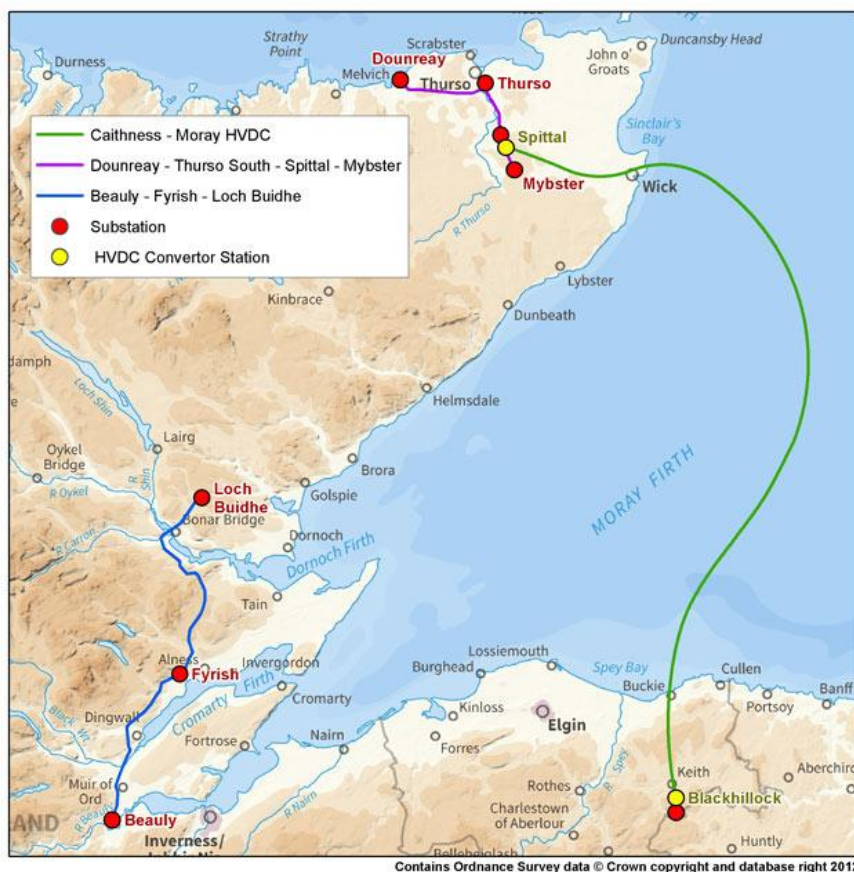 Strathy
Point
Durness
Dounreay
Melvich
Scrabster
Thurso
Thurso
John o'
Groats
Duncansby Head
Caithness - Moray HVDC
Dounreay - Thurso South - Spittal - Mybster
Beauly - Fyrish - Loch Buidhe
Substation
HVDC Convertor Station
Spittal
Sinclair's
Bay
Mybster
Wick
R Thurso
Lybster
Kinbrace
Dunbeath
Loch Shin
Helmsdale
Lairg
Oykel
Bridge
R Oykel
R
Shin
Brora
Golspie
Loch
Buidhe
Bonar Bridge
R Carron
Dornoch
Dornoch Firth
MORAY FIRTH
Tain
Alness
Fyrish
Invergordon
Cromarty
Firth
Cromarty
Black Wr
Dingwall
Fortrose
Nairn
Muir of
Ord
R Beauly
Beauly
Inverness/
R Nairn
Lossiemouth
Burghead
Spey Bay
Kinloss
Elgin
Forres
Buckie
Cullen
Portsoy
Banff
R Spey
Rothes
Keith
Aberchir
Blackhillock
Charlestown
of Aberlour
Huntly
Contains Ordnance Survey data © Crown copyright and database right 2012